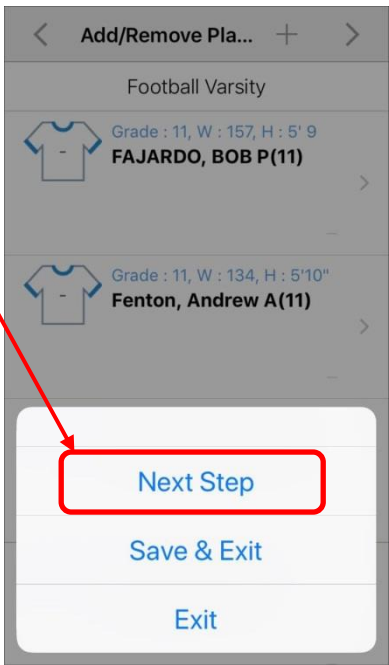 Add/Remove Pla... +
Football Varsity
Grade : 11, W : 157, H : 5' 9
- FAJARDO, BOB P(11)
Grade : 11, W : 134, H : 5'10"
- Fenton, Andrew A(11)
Next Step
Save & Exit
Exit